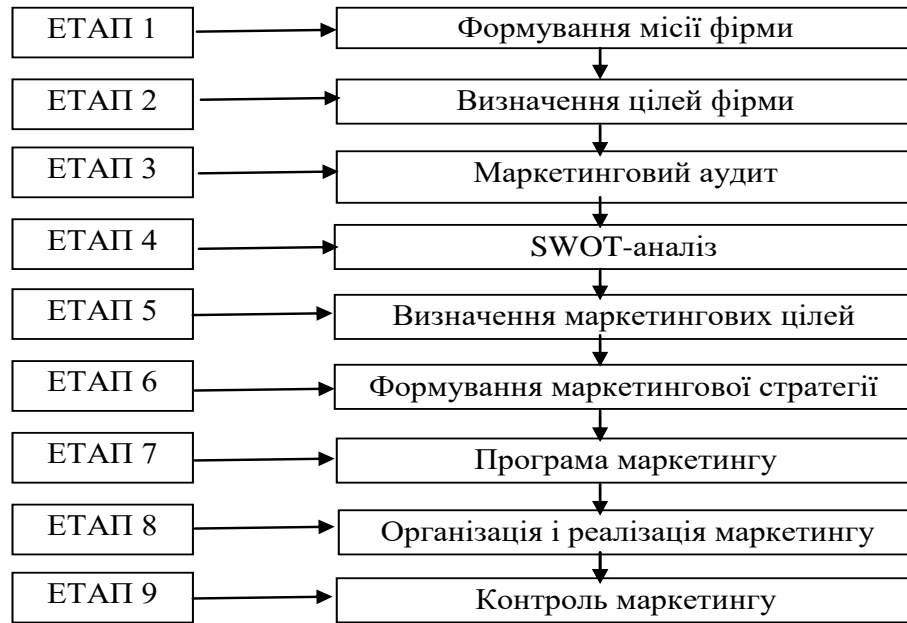 ЕТАП 1
Формування місії фірми
ЕТАП 2
Визначення цілей фірми
ЕТАП 3
Маркетинговий аудит
ЕТАП 4
SWOT-аналіз
ЕТАП 5
Визначення маркетингових цілей
ЕТАП 6
Формування маркетингової стратегії
ЕТАП 7
Програма маркетингу
ЕТАП 8
Організація і реалізація маркетингу
ЕТАП 9
Контроль маркетингу